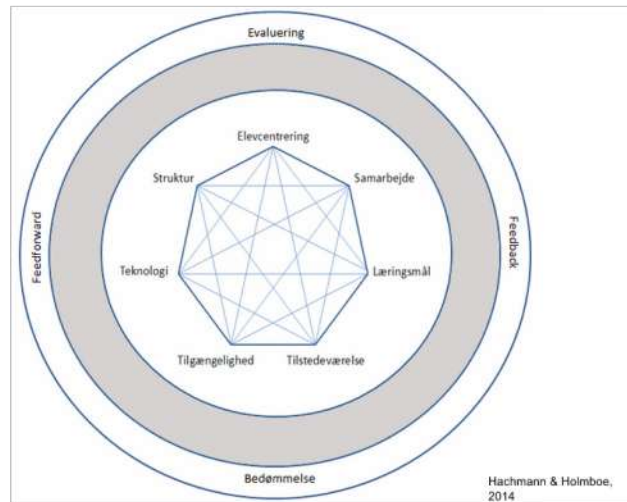 Evaluering
Elevcentrering
Struktur
Samarbejde
Feedforward
Feedback
Teknologi
Læringsmål
Tilgængelighed
Tilstedeværelse
Bedømmelse
Hachmann & Holmboe,
2014